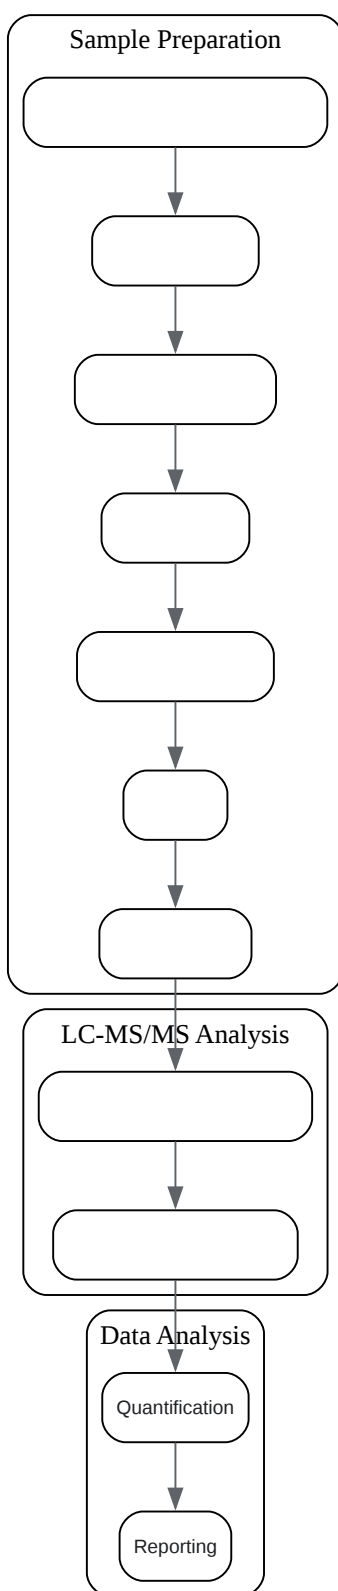 Sample Preparation
LC-MS/MS Analysis
Data Analysis
Quantification
Reporting